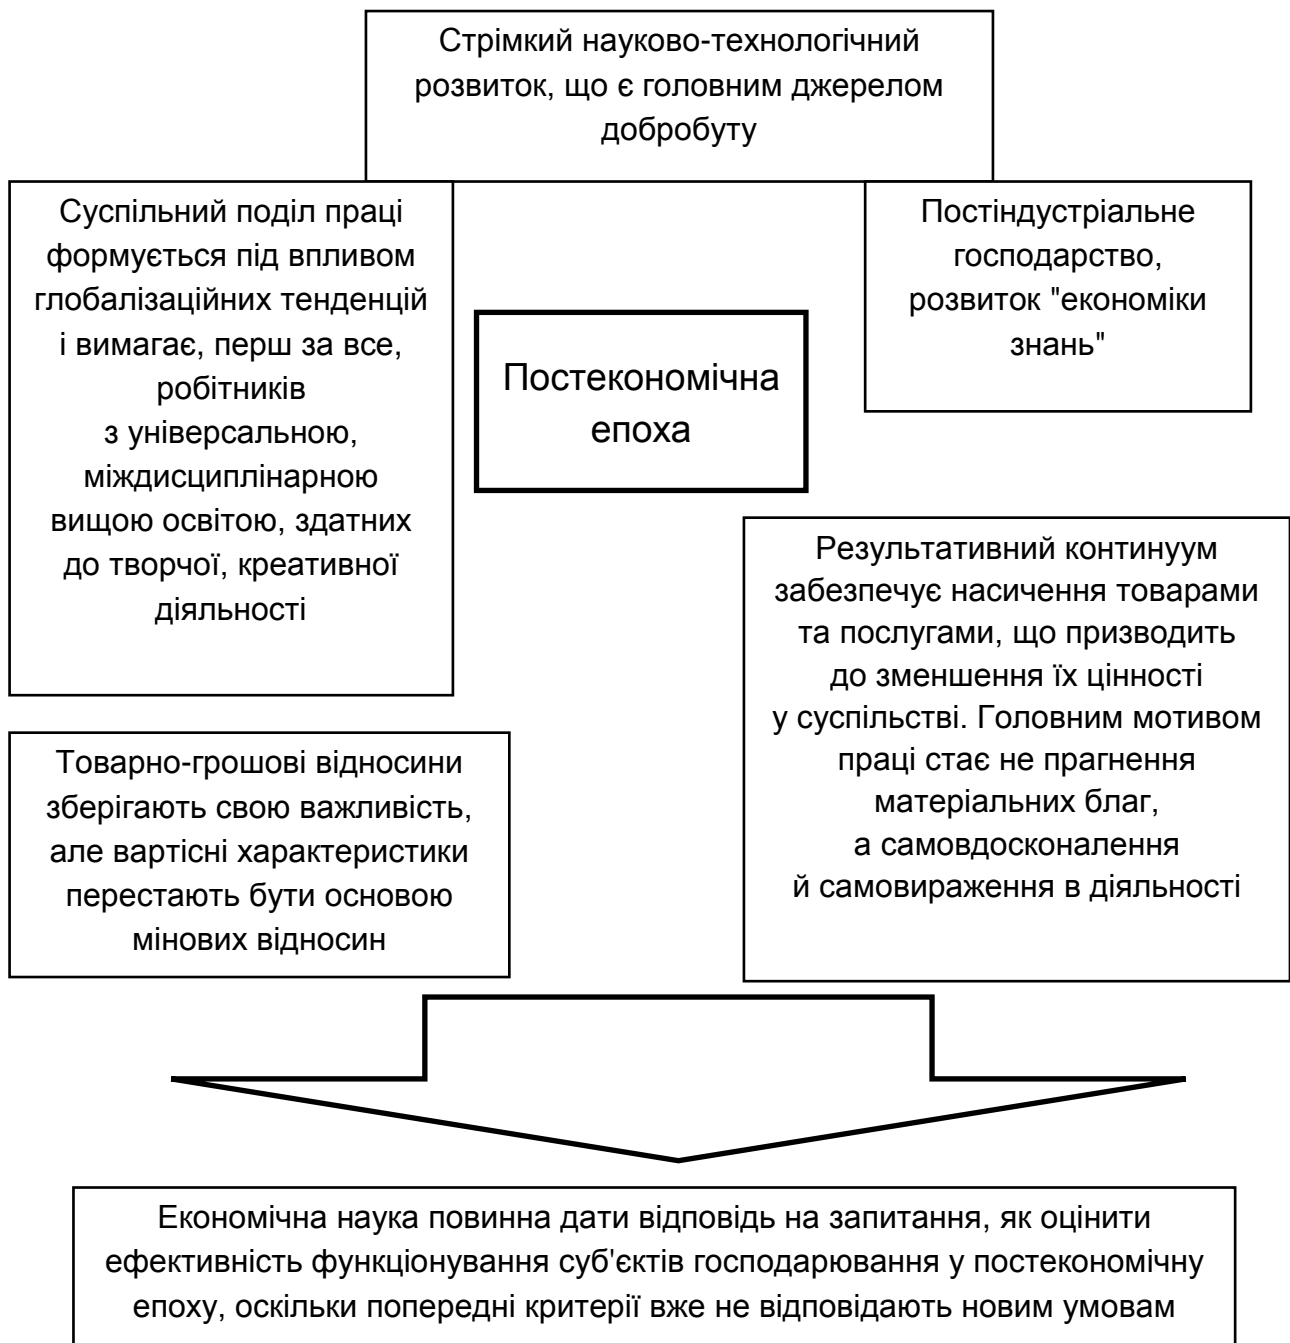 Стрімкий науково-технологічний
розвиток, що є головним джерелом
добробуту
Суспільний поділ праці
формується під впливом
глобалізаційних тенденцій
і вимагає, перш за все,
робітників
з універсальною,
міждисциплінарною
вищою освітою, здатних
до творчої, креативної
діяльності
Постіндустріальне
господарство,
розвиток "економіки
знань"
Постекономічна
епоха
Результативний континуум
забезпечує насичення товарами
та послугами, що призводить
до зменшення їх цінності
у суспільстві. Головним мотивом
праці стає не прагнення
матеріальних благ,
а самовдосконалення
й самовираження в діяльності
Товарно-грошові відносини
зберігають свою важливість,
але вартісні характеристики
перестають бути основою
мінових відносин
Економічна наука повинна дати відповідь на запитання, як оцінити
ефективність функціонування суб'єктів господарювання у постекономічну
епоху, оскільки попередні критерії вже не відповідають новим умовам